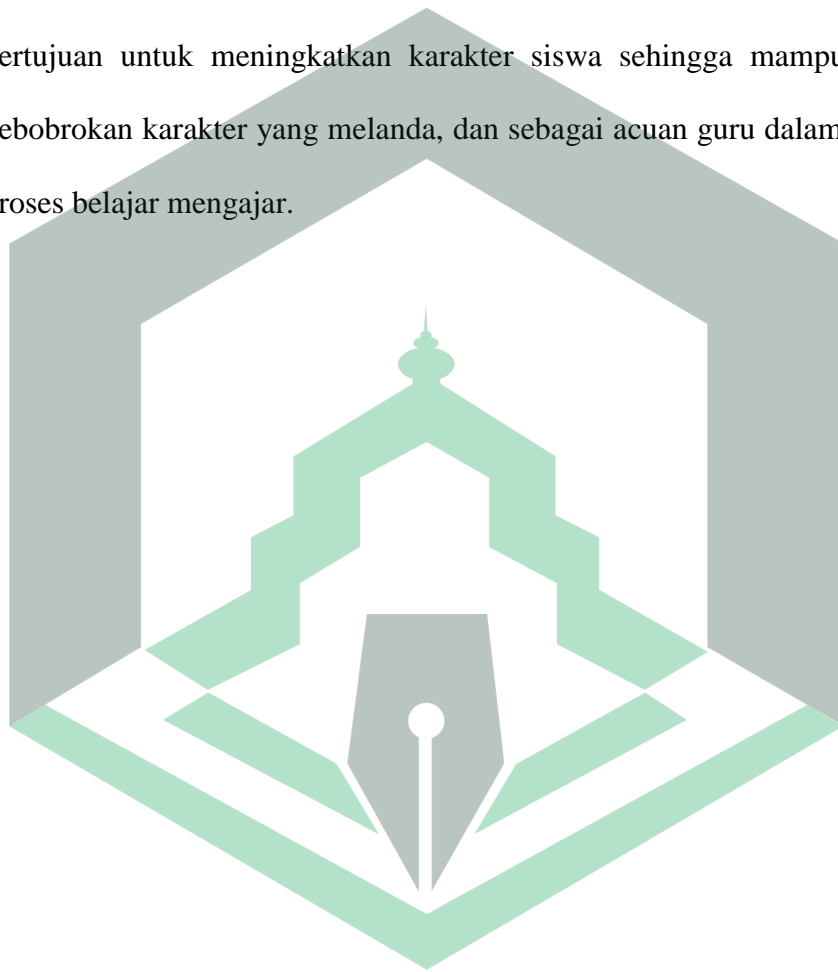 ertujuan untuk meningkatkan karakter siswa sehingga mampu
ebobrokan karakter yang melanda, dan sebagai acuan guru dalam
roses belajar mengajar.